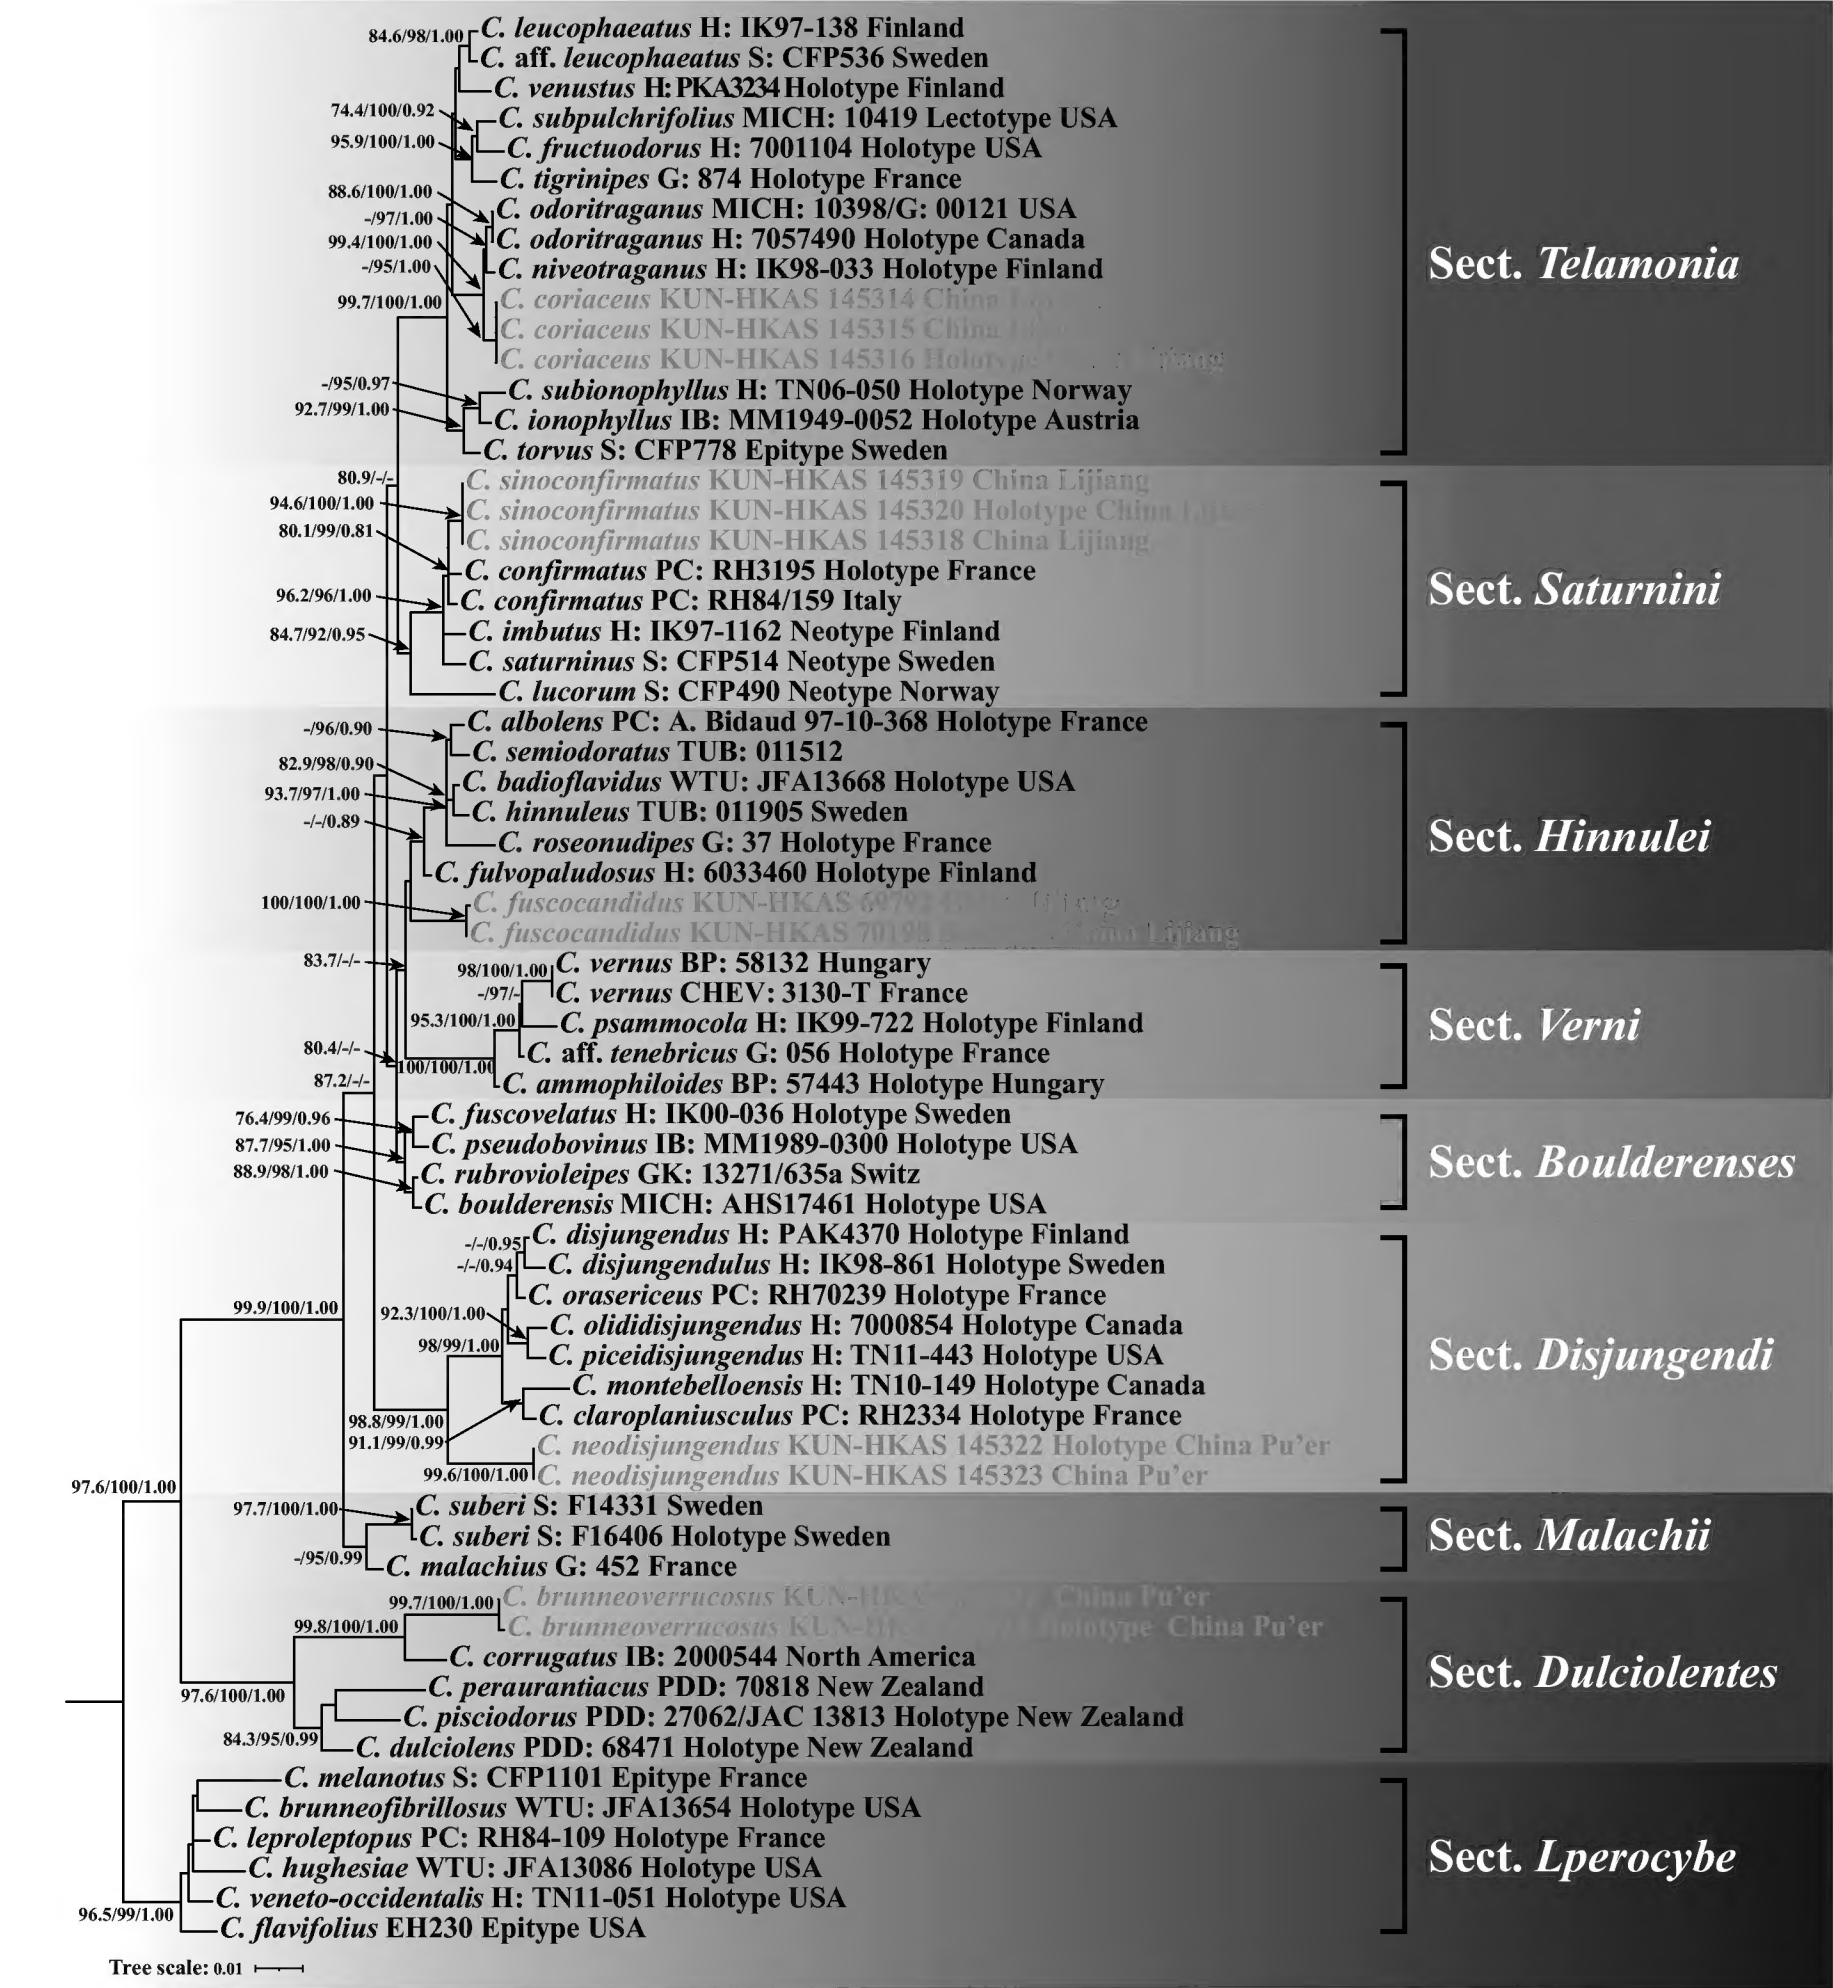 84.6/98/1.00
C. leucophaeatus H: IK97-138 Finland
C. aff. leucophaeatus S: CFP536 Sweden
C. venustus H: PKA3234 Holotype Finland
74.4/100/0.92
C. subpulchrifolius MICH: 10419 Lectotype USA
95.9/100/1.00
C. fructuodorus H: 7001104 Holotype USA
C. tigrinipes G: 874 Holotype France
88.6/100/1.00
C. odoritraganus MICH: 10398/G: 00121 USA
-/97/1.00
C. odoritraganus H: 7057490 Holotype Canada
99.4/100/1.00
Sect. Telamonia
-/95/1.00
C. niveotraganus H: IK98-033 Holotype Finland
99.7/100/1.00
C. coriaceus KUN-HKAS 145314 China
C. coriaceus KUN-HKAS 145315 China
C. coriaceus KUN-HKAS 145316 Holotype Lijiang
-/95/0.97
C. subionophyllus H: TN06-050 Holotype Norway
92.7/99/1.00
C. ionophyllus IB: MM1949-0052 Holotype Austria
C. torvus S: CFP778 Epitype Sweden
80.9/-/-
C. sinoconfirmatus KUN-HKAS 145319 China Lijiang
94.6/100/1.00
C. sinoconfirmatus KUN-HKAS 145320 Holotype China
80.1/99/0.81
C. sinoconfirmatus KUN-HKAS 145318 China Lijiang
C. confirmatus PC: RH3195 Holotype France
Sect. Saturnini
96.2/96/1.00
C. confirmatus PC: RH84/159 Italy
84.7/92/0.95
C. imbutus H: IK97-1162 Neotype Finland
C. saturninus S: CFP514 Neotype Sweden
C. lucorum S: CFP490 Neotype Norway
-/96/0.90
C. albolens PC: A. Bidaud 97-10-368 Holotype France
C. semiodoratus TUB: 011512
82.9/98/0.90
C. badioflavidus WTU: JFA13668 Holotype USA
93.7/97/1.00
C. hinnuleus TUB: 011905 Sweden
-/-/0.89
Sect. Hinnulei
C. roseonudipes G: 37 Holotype France
C. fulvopaludosus H: 6033460 Holotype Finland
100/100/1.00
C. fuscocandidus KUN-HKAS
C. fuscocandidus KUN-HKAS Lijiang
83.7/-/-
98/100/1.00
C. vernus BP: 58132 Hungary
-/97/-
C. vernus CHEV: 3130-T France
95.3/100/1.00
C. psammocola H: IK99-722 Holotype Finland
Sect. Verni
80.4/-/-
C. aff. tenebricus G: 056 Holotype France
100/100/1.00
87.2/-/-
C. ammophiloides BP: 57443 Holotype Hungary
76.4/99/0.96
C. fuscovelatus H: IK00-036 Holotype Sweden
87.7/95/1.00
C. pseudobovinus IB: MM1989-0300 Holotype USA
Sect. Boulderenses
88.9/98/1.00
C. rubrovioleipes GK: 13271/635a Switz
C. boulderensis MICH: AHS17461 Holotype USA
-/-/0.95
C. disjungendus H: PAK4370 Holotype Finland
-/-/0.94
C. disjungendulus H: IK98-861 Holotype Sweden
C. orasericeus PC: RH70239 Holotype France
99.9/100/1.00
92.3/100/1.00
C. olididisjungendus H: 7000854 Holotype Canada
98/99/1.00
C. piceidisjungendus H: TN11-443 Holotype USA
Sect. Disjungendi
C. montebelloensis H: TN10-149 Holotype Canada
98.8/99/1.00
C. claroplaniusculus PC: RH2334 Holotype France
91.1/99/0.99
C. neodisjungendus KUN-HKAS 145322 Holotype China Pu’er
99.6/100/1.00
C. neodisjungendus KUN-HKAS 145323 China Pu’er
97.6/100/1.00
97.7/100/1.00
C. suberi S: F14331 Sweden
C. suberi S: F16406 Holotype Sweden
Sect. Malachii
-/95/0.99
C. malachius G: 452 France
99.7/100/1.00
C. brunneoverrucosus China Pu’er
99.8/100/1.00
C. brunneoverrucosus Holotype China Pu’er
C. corrugatus IB: 2000544 North America
Sect. Dulciolentes
97.6/100/1.00
C. peraurantiacus PDD: 70818 New Zealand
C. pisciodorus PDD: 27062/JAC 13813 Holotype New Zealand
84.3/95/0.99
C. dulciolens PDD: 68471 Holotype New Zealand
C. melanotus S: CFP1101 Epitype France
C. brunneofibrillosus WTU: JFA13654 Holotype USA
C. leproleptopus PC: RH84-109 Holotype France
Sect. Lperocybe
C. hughesiae WTU: JFA13086 Holotype USA
C. veneto-occidentalis H: TN11-051 Holotype USA
96.5/99/1.00
C. flavifolius EH230 Epitype USA
Tree scale: 0.01